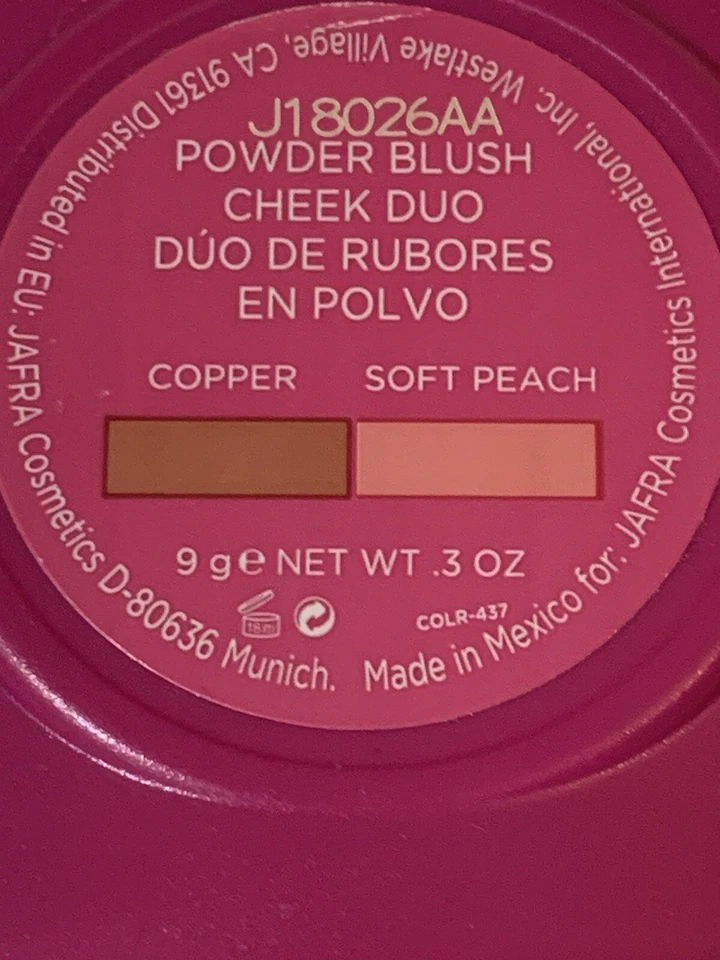 J18026AA
POWDER BLUSH
CHEEK DUO
DÚO DE RUBORES
EN POLVO
COPPER SOFT PEACH
9 g e NET WT .3 OZ
18m
COLR-437
Made in Mexico for: JAFRA Cosmetics International, Inc. Westlake Village, CA 91361 Distributed in EU: JAFRA Cosmetics D-80636 Munich.